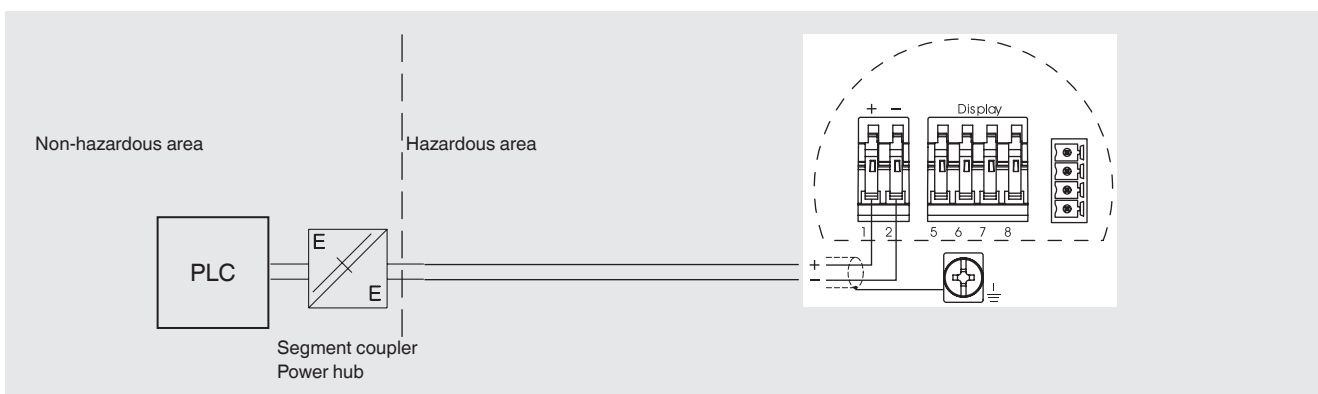 Non-hazardous area
Hazardous area
PLC
E
E
Segment coupler
Power hub
+ −
Display
1 2 5 6 7 8
+
−